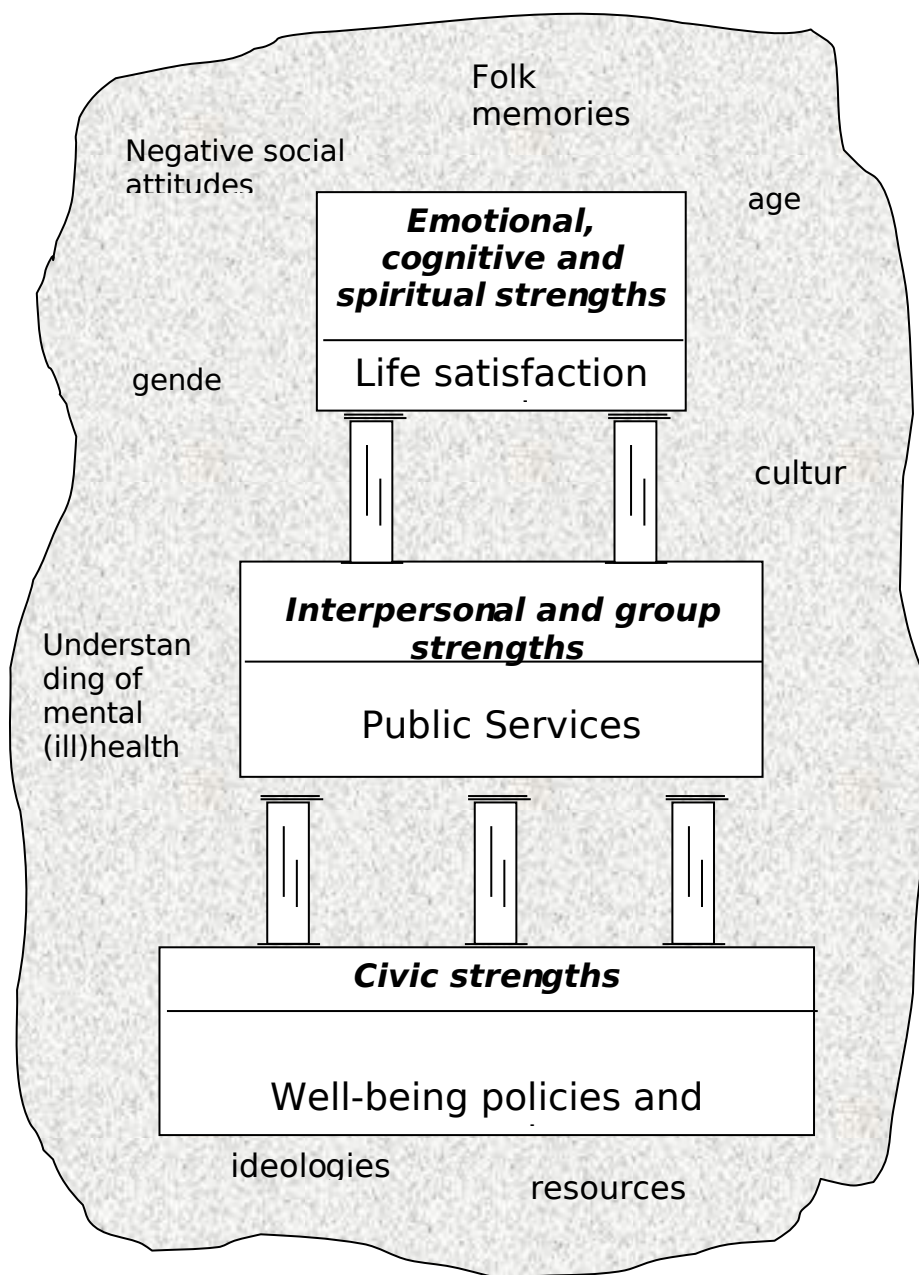 Folk
memories
Negative social
attitudes
age
Emotional,
cognitive and
spiritual strengths
Life satisfaction
gende
cultur
Interpersonal and group
strengths
Understan
ding of
mental
(ill)health
Public Services
Civic strengths
Well-being policies and
ideologies
resources